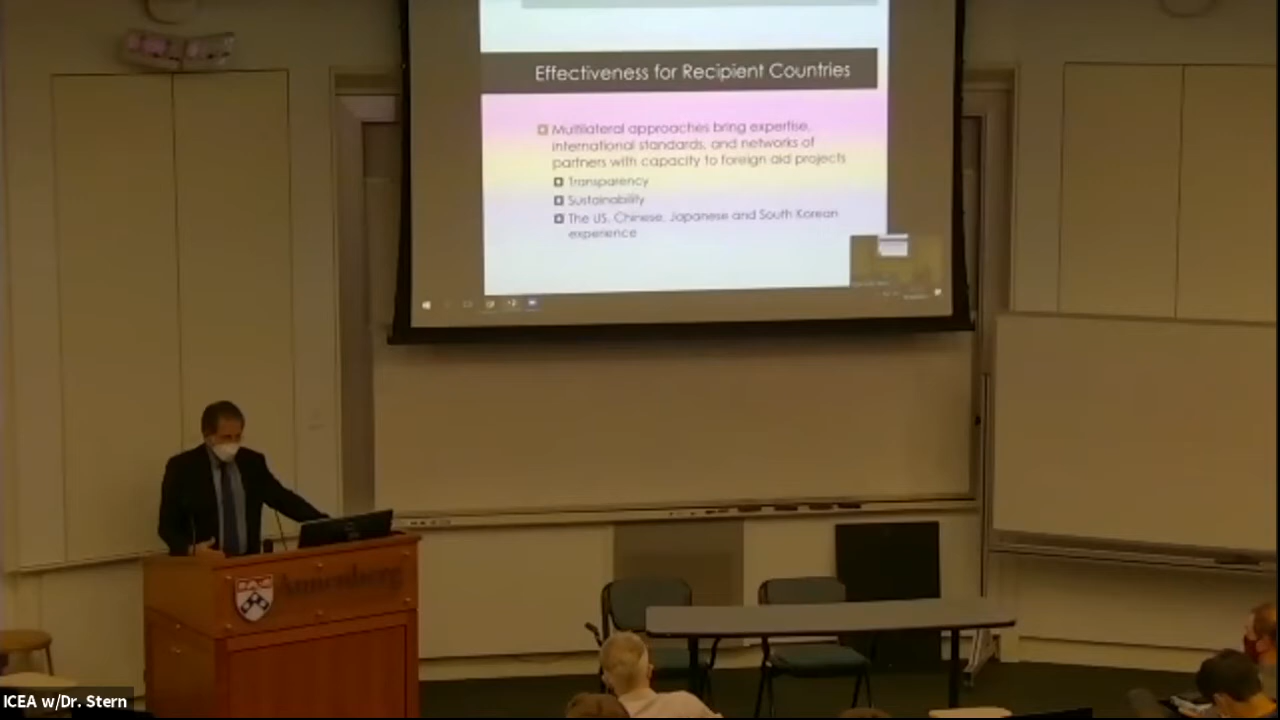 Effectiveness for Recipient Countries
Multilateral approaches bring expertise,
international standards, and networks of
partners with capacity to foreign aid projects
Transparency
Sustainability
The US, Chinese, Japanese and South Korean
experience
Annenberg
ICEA w/Dr. Stern